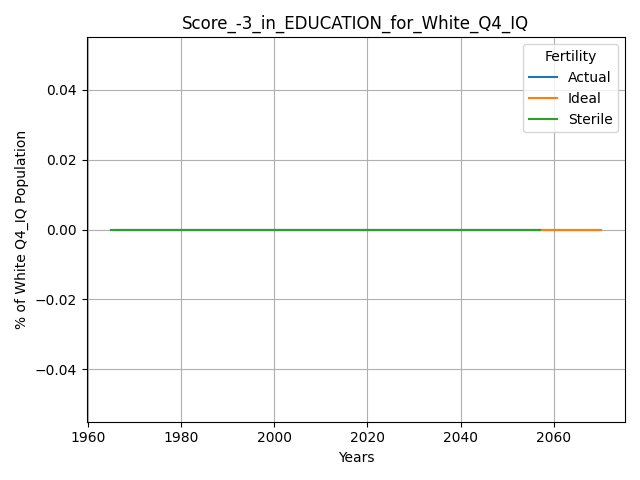 Score_-3_in_EDUCATION_for_White_Q4_IQ
Fertility
Actual
Ideal
Sterile
% of White Q4_IQ Population
0.04
0.02
0.00
−0.02
−0.04
1960
1980
2000
2020
2040
2060
Years